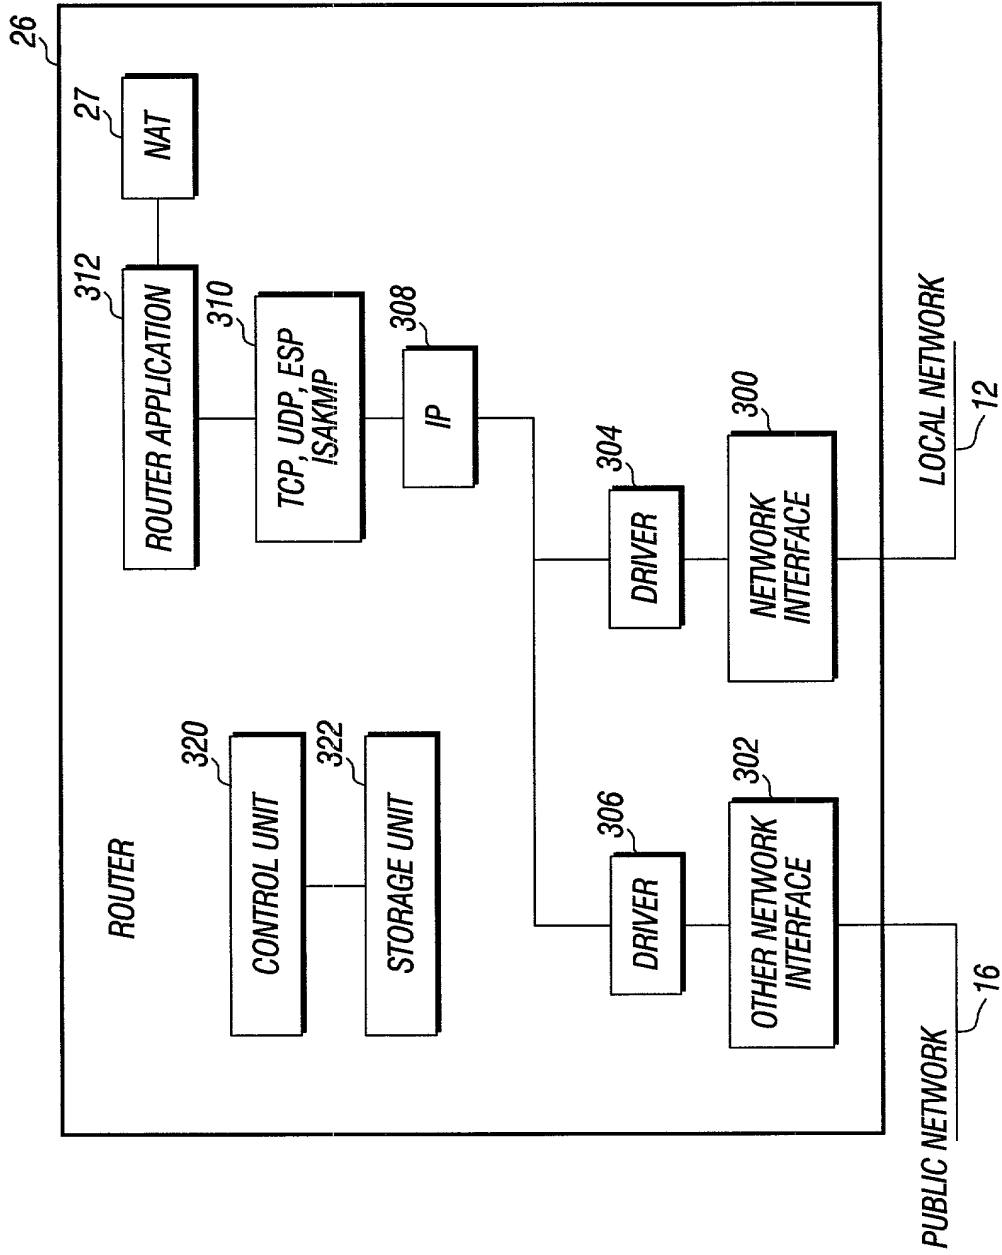 26
ROUTER
312
ROUTER APPLICATION
27
NAT
320
CONTROL UNIT
310
TCP, UDP, ESP
ISAKMP
322
STORAGE UNIT
308
IP
306
DRIVER
304
DRIVER
302
OTHER NETWORK
INTERFACE
300
NETWORK
INTERFACE
PUBLIC NETWORK
16
LOCAL NETWORK
12